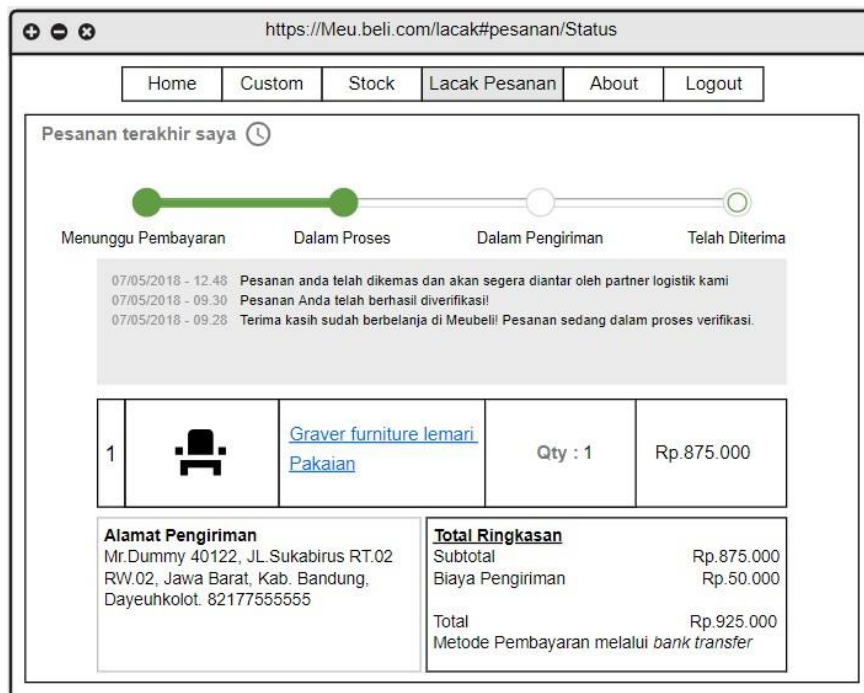 https://Meu.beli.com/lacak#pesanan/Status
Home Custom Stock Lacak Pesanan About Logout
Pesanan terakhir saya
Menunggu Pembayaran Dalam Proses Dalam Pengiriman Telah Diterima
07/05/2018 - 12.48 Pesanan anda telah dikemas dan akan segera diantar oleh partner logistik kami
07/05/2018 - 09.30 Pesanan Anda telah berhasil diverifikasi!
07/05/2018 - 09.28 Terima kasih sudah berbelanja di Meubeli! Pesanan sedang dalam proses verifikasi.
1
Graver furniture lemari
Pakaian
Qty : 1
Rp.875.000
Alamat Pengiriman
Mr.Dummy 40122, JL.Sukabirus RT.02
RW.02, Jawa Barat, Kab. Bandung,
Dayeuhkolot. 82177555555
Total Ringkasan
Subtotal Rp.875.000
Biaya Pengiriman Rp.50.000
Total Rp.925.000
Metode Pembayaran melalui bank transfer